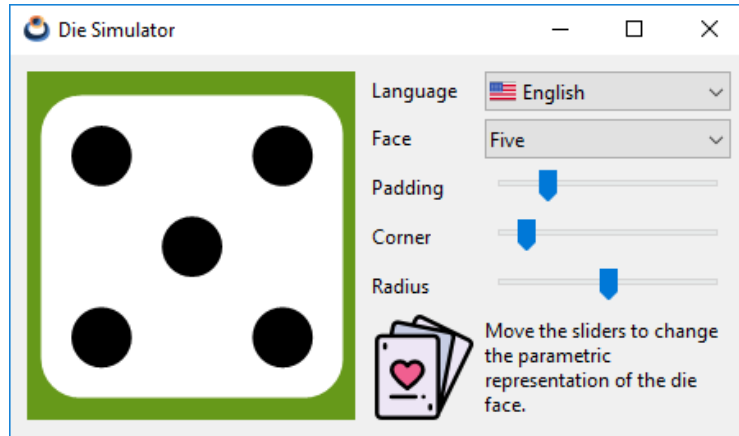 Die Simulator
Language
English
Face
Five
Padding
Corner
Radius
Move the sliders to change
the parametric
representation of the die
face.